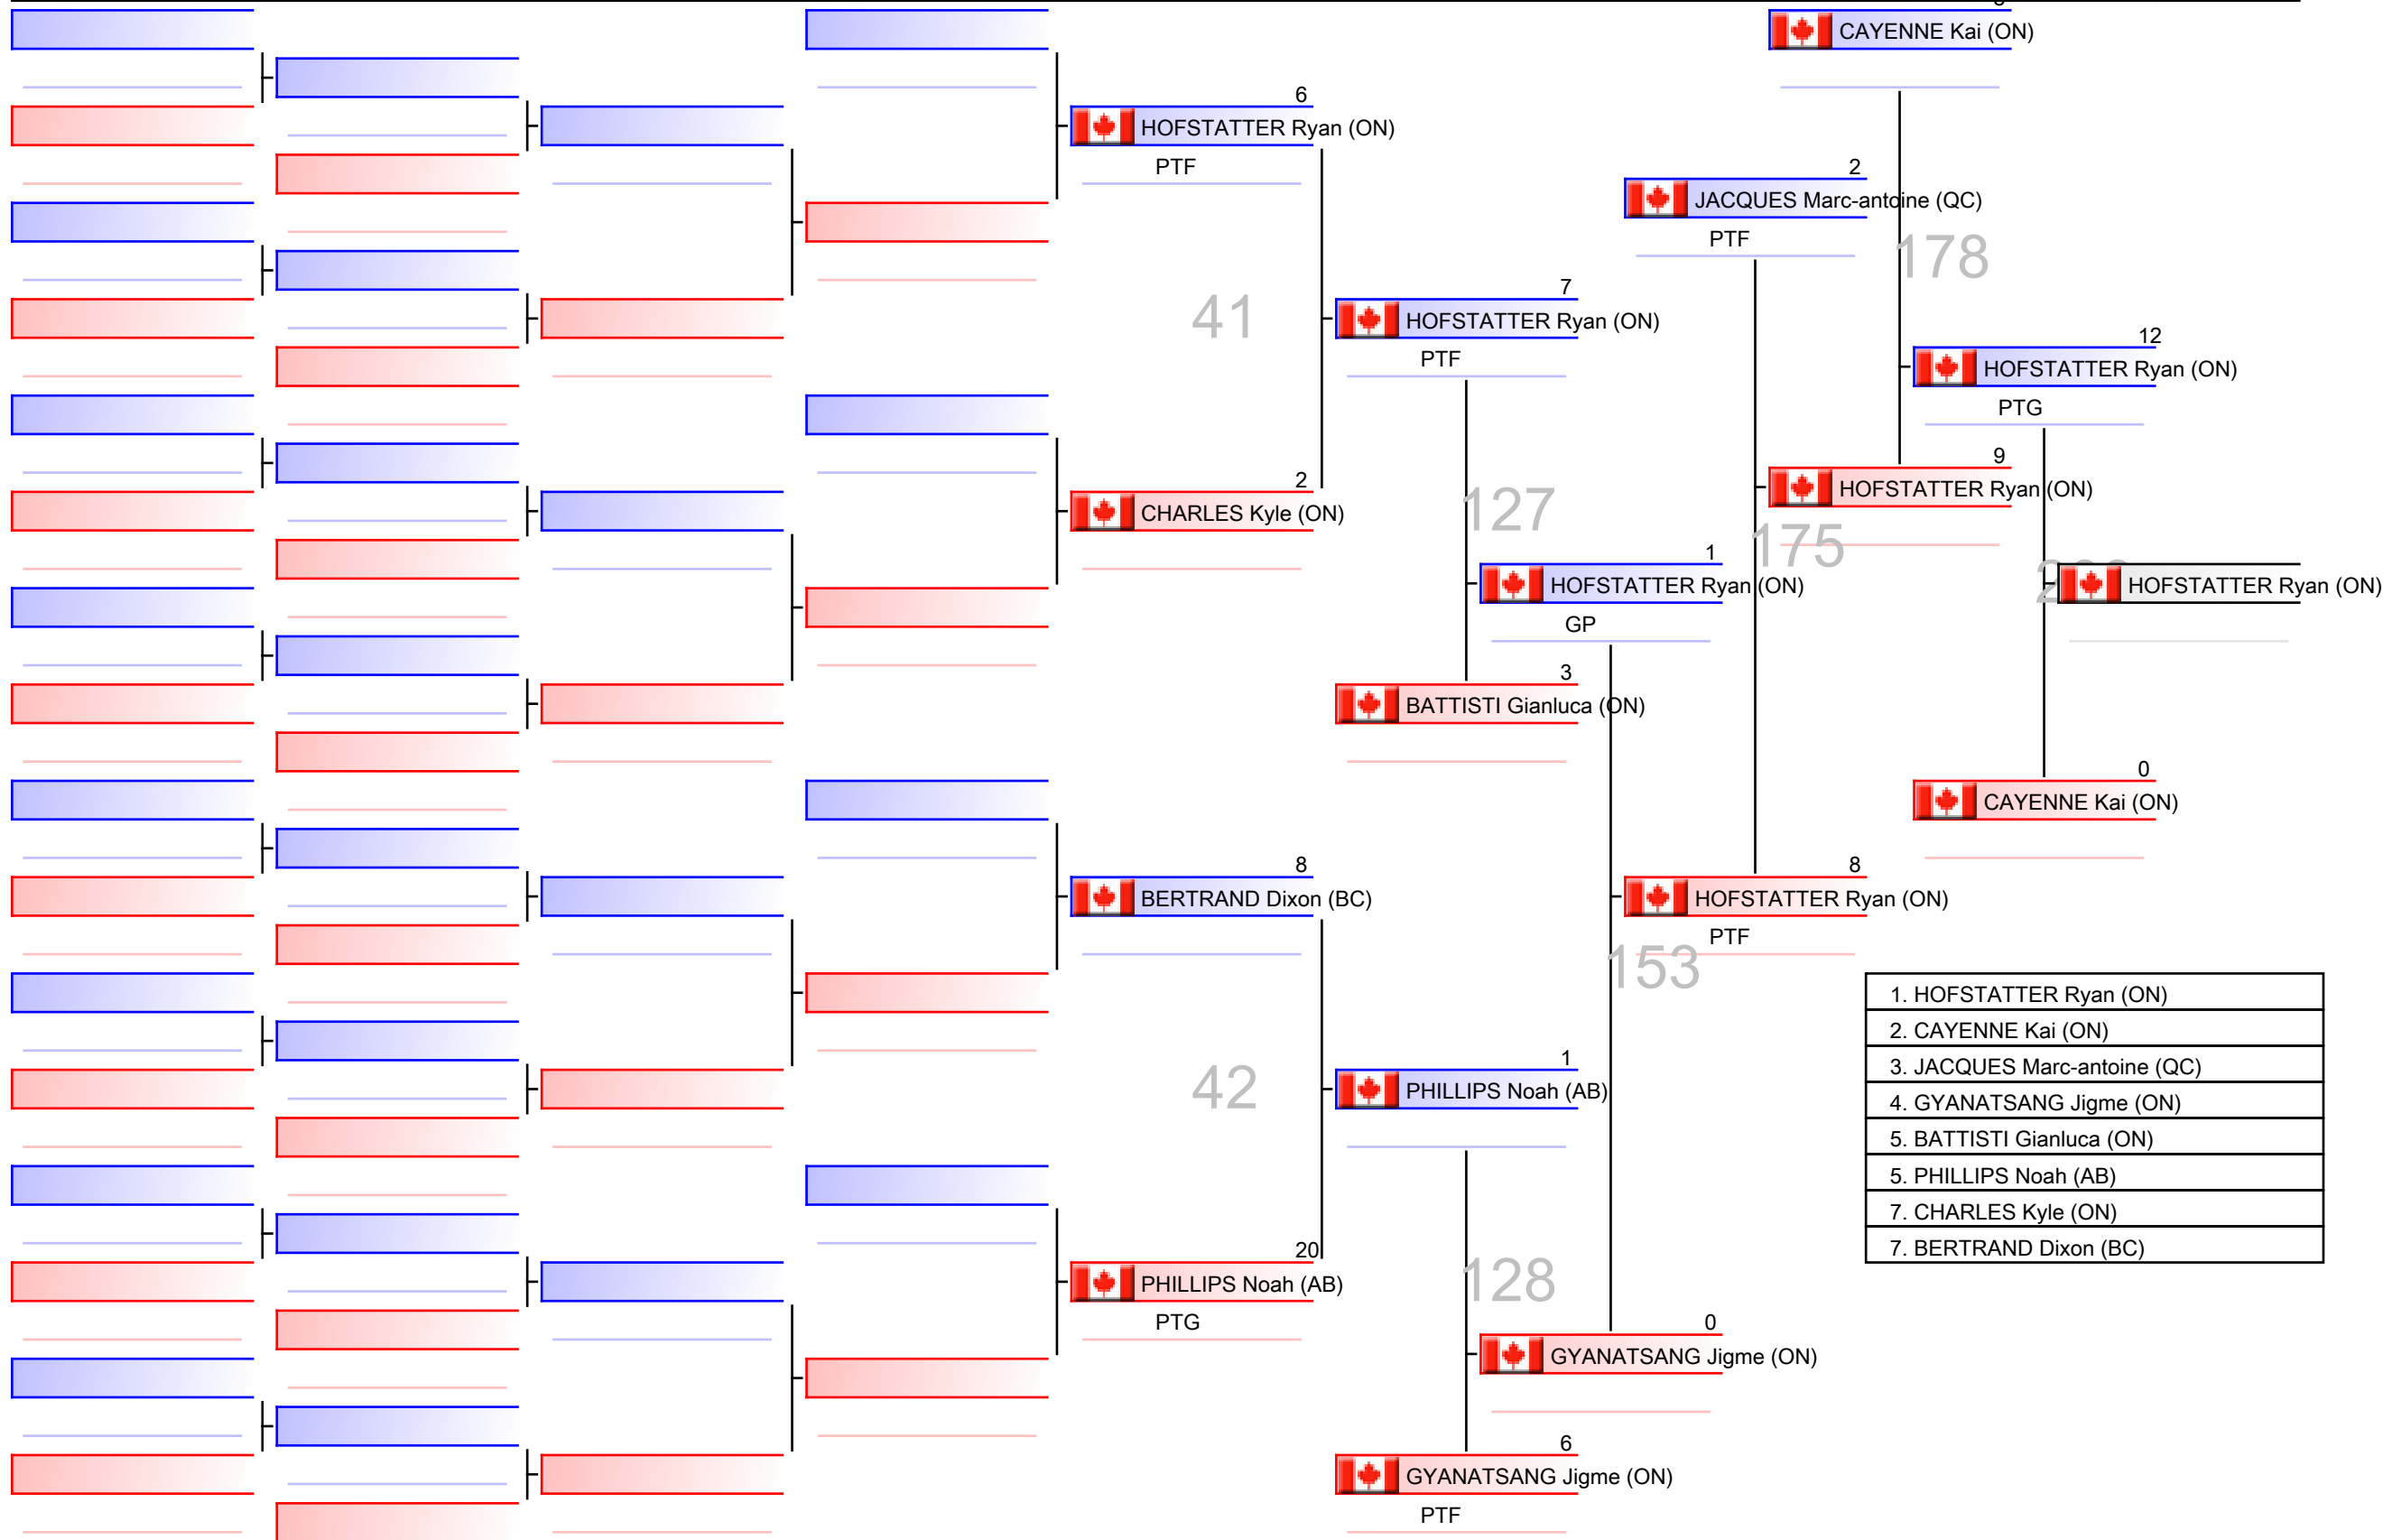 CAYENNE Kai (ON)
6
HOFSTATTER Ryan (ON)
PTF
2
JACQUES Marc-antoine (QC)
PTF
178
7
HOFSTATTER Ryan (ON)
PTF
41
12
HOFSTATTER Ryan (ON)
PTG
9
HOFSTATTER Ryan (ON)
2
CHARLES Kyle (ON)
127
175
1
HOFSTATTER Ryan (ON)
GP
HOFSTATTER Ryan (ON)
3
BATTISTI Gianluca (ON)
0
CAYENNE Kai (ON)
8
BERTRAND Dixon (BC)
8
HOFSTATTER Ryan (ON)
PTF
153
1. HOFSTATTER Ryan (ON)
2. CAYENNE Kai (ON)
3. JACQUES Marc-antoine (QC)
4. GYANATSANG Jigme (ON)
5. BATTISTI Gianluca (ON)
5. PHILLIPS Noah (AB)
7. CHARLES Kyle (ON)
7. BERTRAND Dixon (BC)
1
PHILLIPS Noah (AB)
42
20
PHILLIPS Noah (AB)
PTG
128
0
GYANATSANG Jigme (ON)
6
GYANATSANG Jigme (ON)
PTF